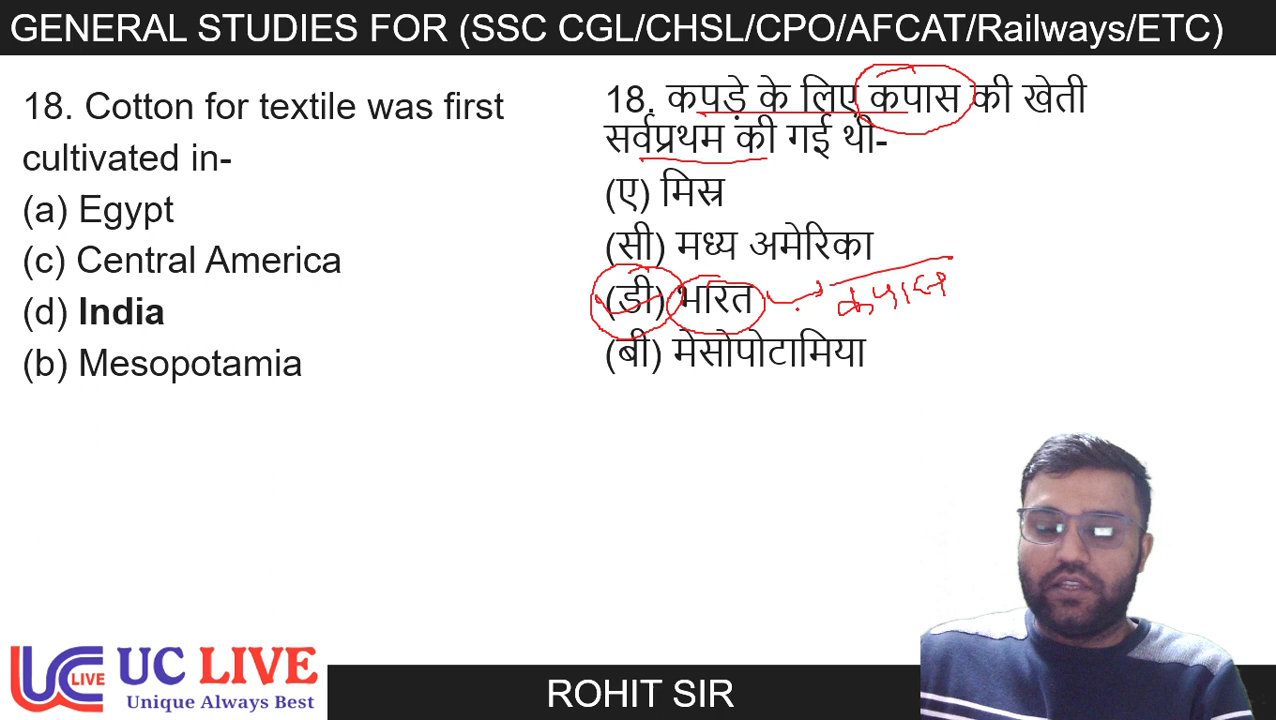 GENERAL STUDIES FOR (SSC CGL/CHSL/CPO/AFCAT/Railways/ETC)
18. Cotton for textile was first
cultivated in-
(a) Egypt
(c) Central America
(d) India
(b) Mesopotamia
18. कपड़े के लिए कपास की खेती
सर्वप्रथम की गई थी-
(ए) मिस्र
(सी) मध्य अमेरिका
(डी) भारत
कपास
(बी) मेसोपोटामिया
UC LIVE UC LIVE
Unique Always Best
ROHIT SIR